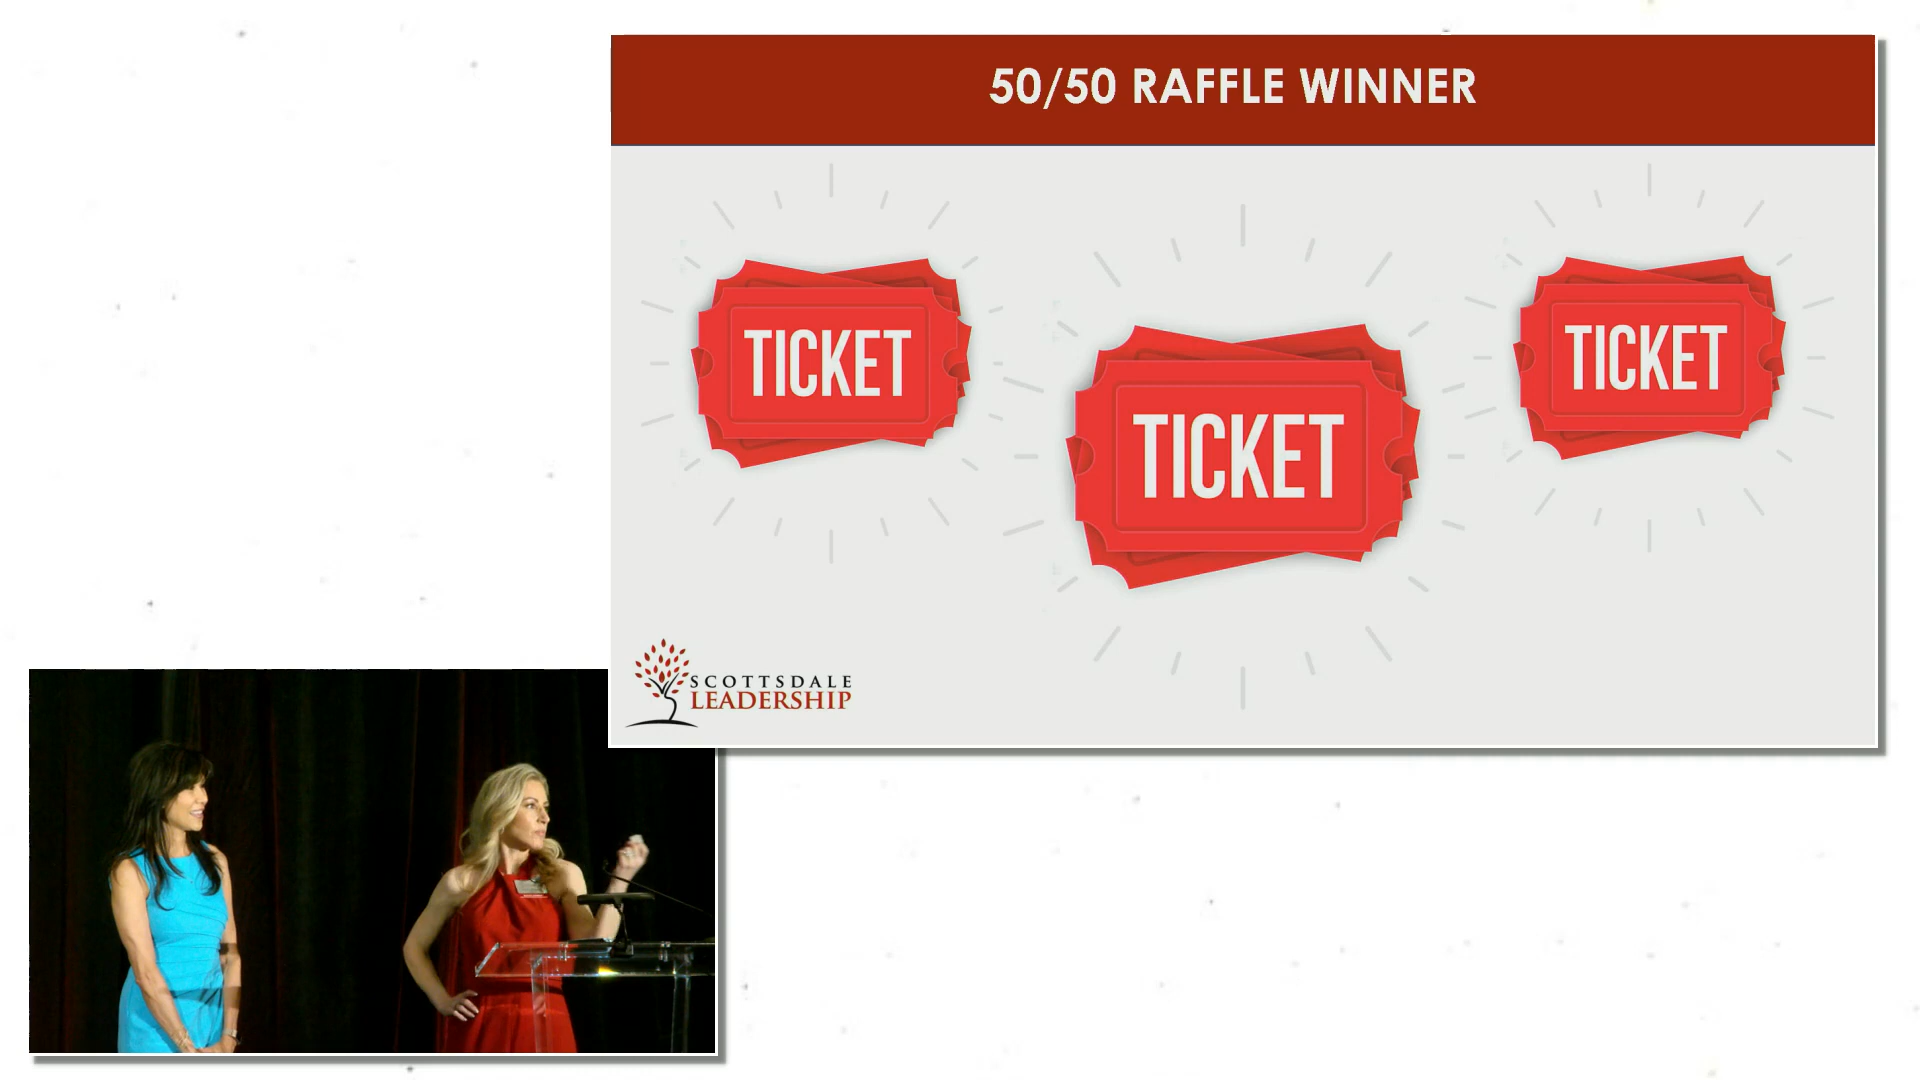 50/50 RAFFLE WINNER
TICKET
TICKET
TICKET
SCOTTSDALE
LEADERSHIP